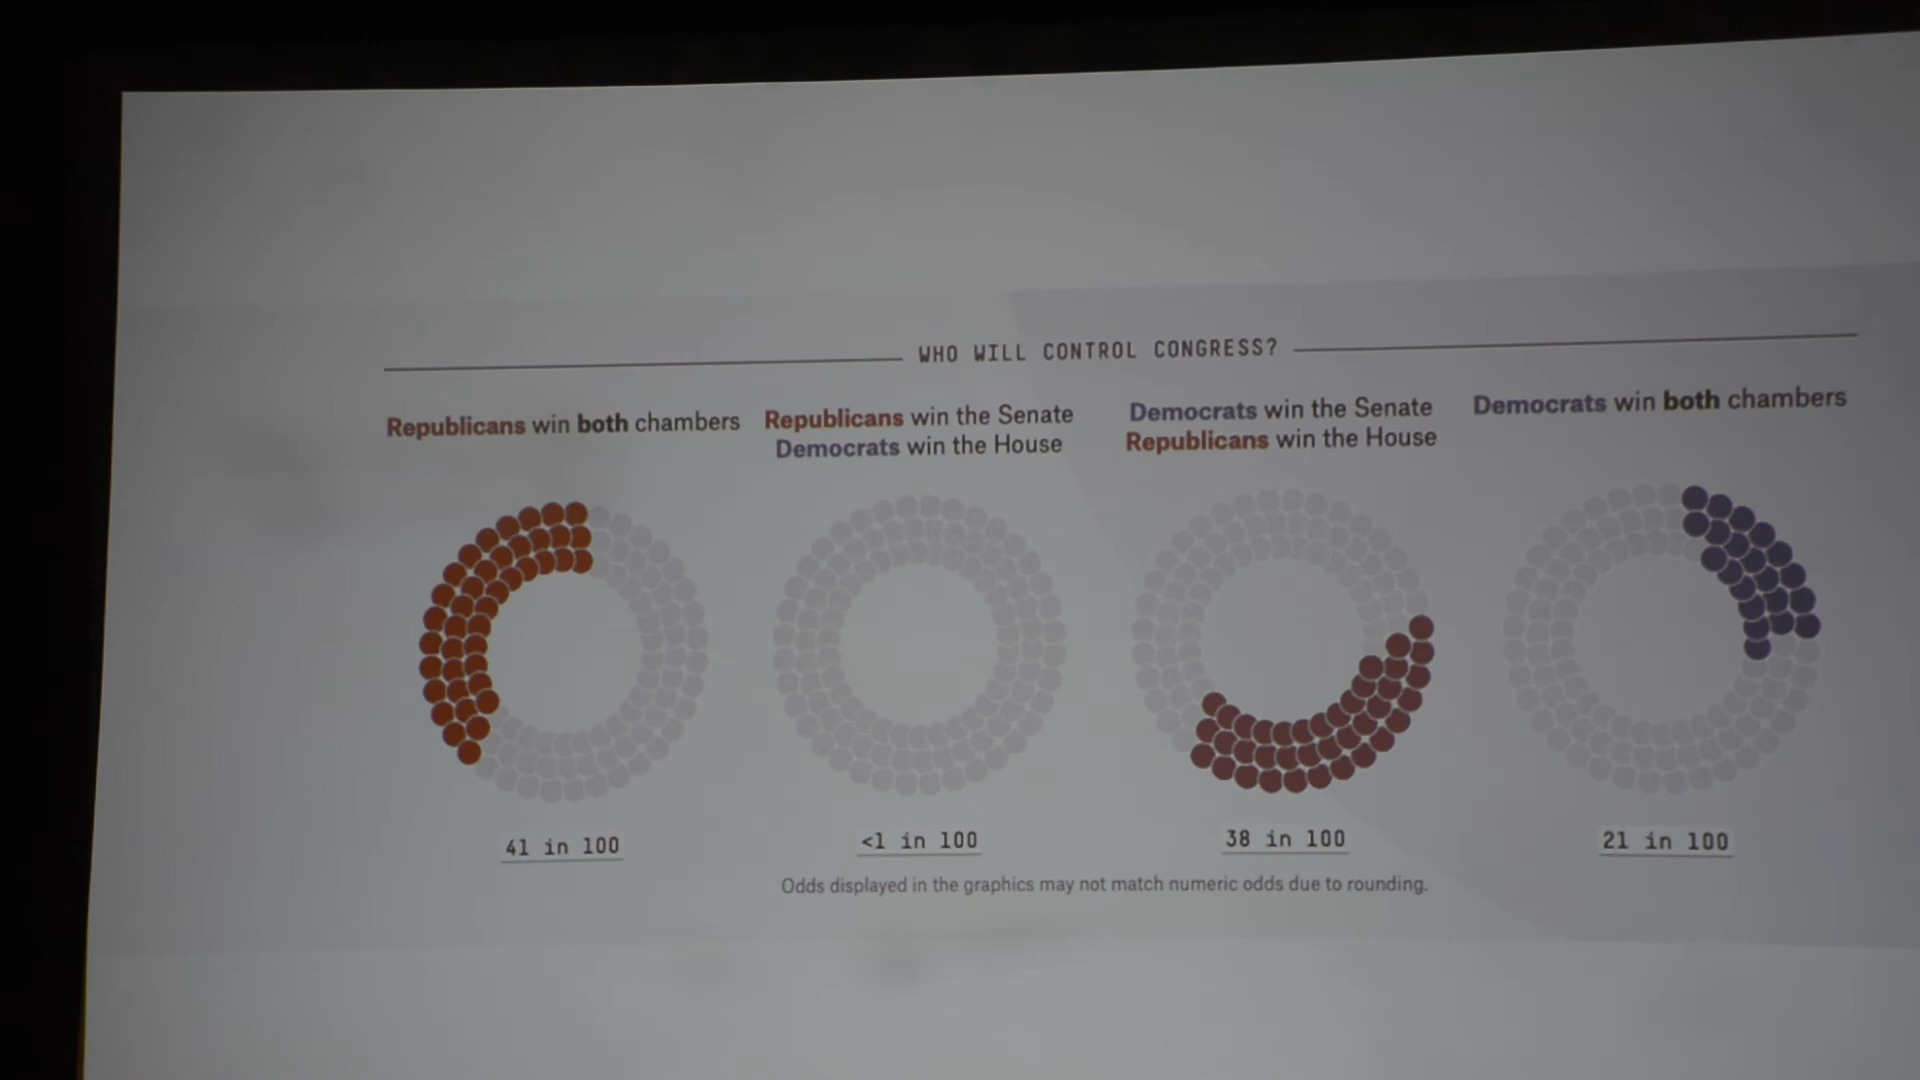 WHO WILL CONTROL CONGRESS?
Republicans win both chambers
Republicans win the Senate
Democrats win the House
Democrats win the Senate
Republicans win the House
Democrats win both chambers
41 in 100
<1 in 100
38 in 100
21 in 100
Odds displayed in the graphics may not match numeric odds due to rounding.